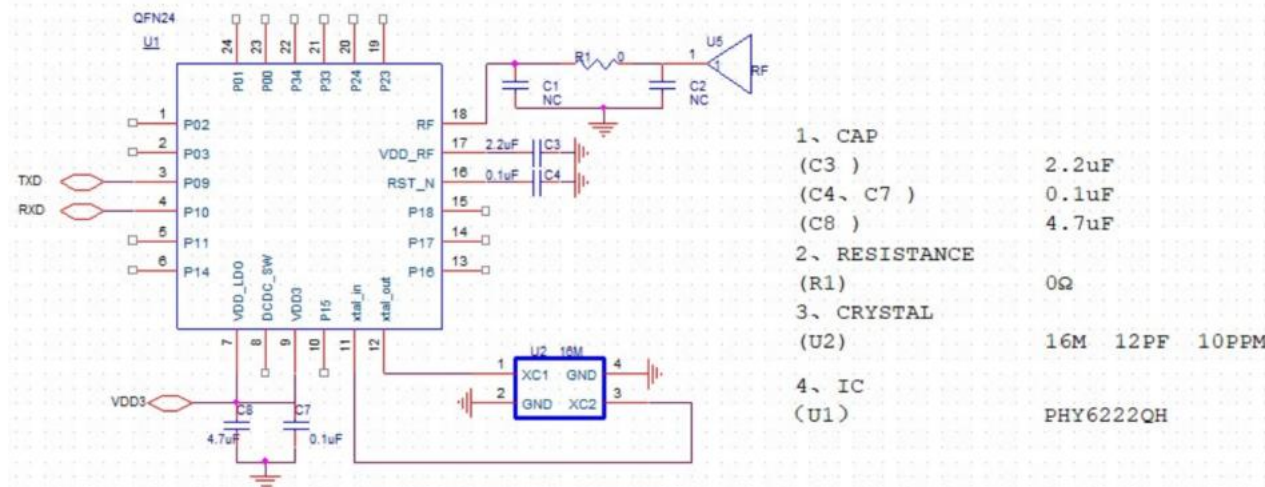 QFN24
U1
24 23 22 21 20 19
P01 P00 P34 P33 P24 P23
1 P02
2 P03
TXD 3 P09
RXD 4 P10
5 P11
6 P14
RF 18
VDD_RF 17 2.2uF C3
RST_N 16 0.1uF C4
P18 15
P17 14
P16 13
VDD_LDO DCDC_SW VDD3 P15 xtal_in xtal_out
7 8 9 10 11 12
R1 0
C1
NC
C2
NC
U5
1 1 RF
U2 16M
1 XC1 GND 4
2 GND XC2 3
VDD3
C8 C7
4.7uF 0.1uF
1、CAP
(C3 ) 2.2uF
(C4、C7 ) 0.1uF
(C8 ) 4.7uF
2、RESISTANCE
(R1) 0Ω
3、CRYSTAL
(U2) 16M 12PF 10PPM
4、IC
(U1) PHY6222QH